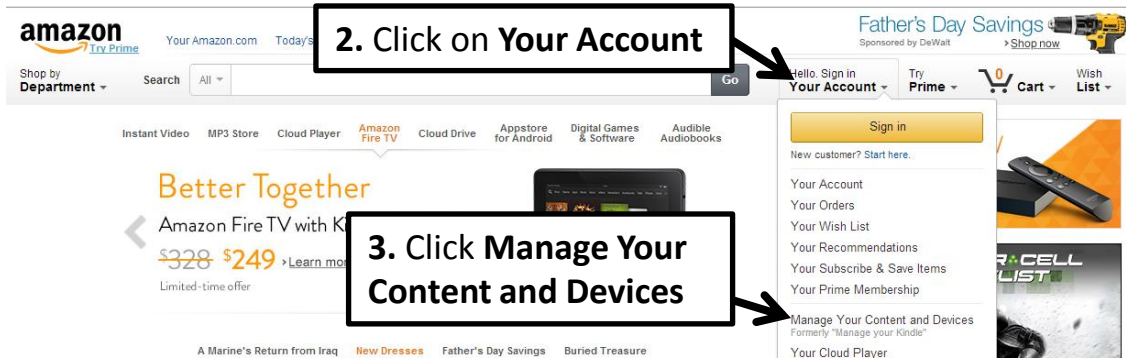 amazon
Try Prime
Your Amazon.com
Today's
2. Click on Your Account
Father's Day Savings
Sponsored by DeWalt
Shop now
Shop by
Department
Search
All
Go
Hello. Sign in
Your Account
Try
Prime
0
Cart
Wish
List
Instant Video
MP3 Store
Cloud Player
Amazon
Fire TV
Cloud Drive
Appstore
for Android
Digital Games
& Software
Audible
Audiobooks
Sign in
New customer? Start here.
Your Account
Your Orders
Your Wish List
Your Recommendations
Your Subscribe & Save Items
Your Prime Membership
Manage Your Content and Devices
Formerly "Manage your Kindle"
Your Cloud Player
Better Together
Amazon Fire TV with
$328 $249 Learn
Limited-time offer
3. Click Manage Your
Content and Devices
CELL
LIST
A Marine's Return from Iraq
New Dresses
Father's Day Savings
Buried Treasure